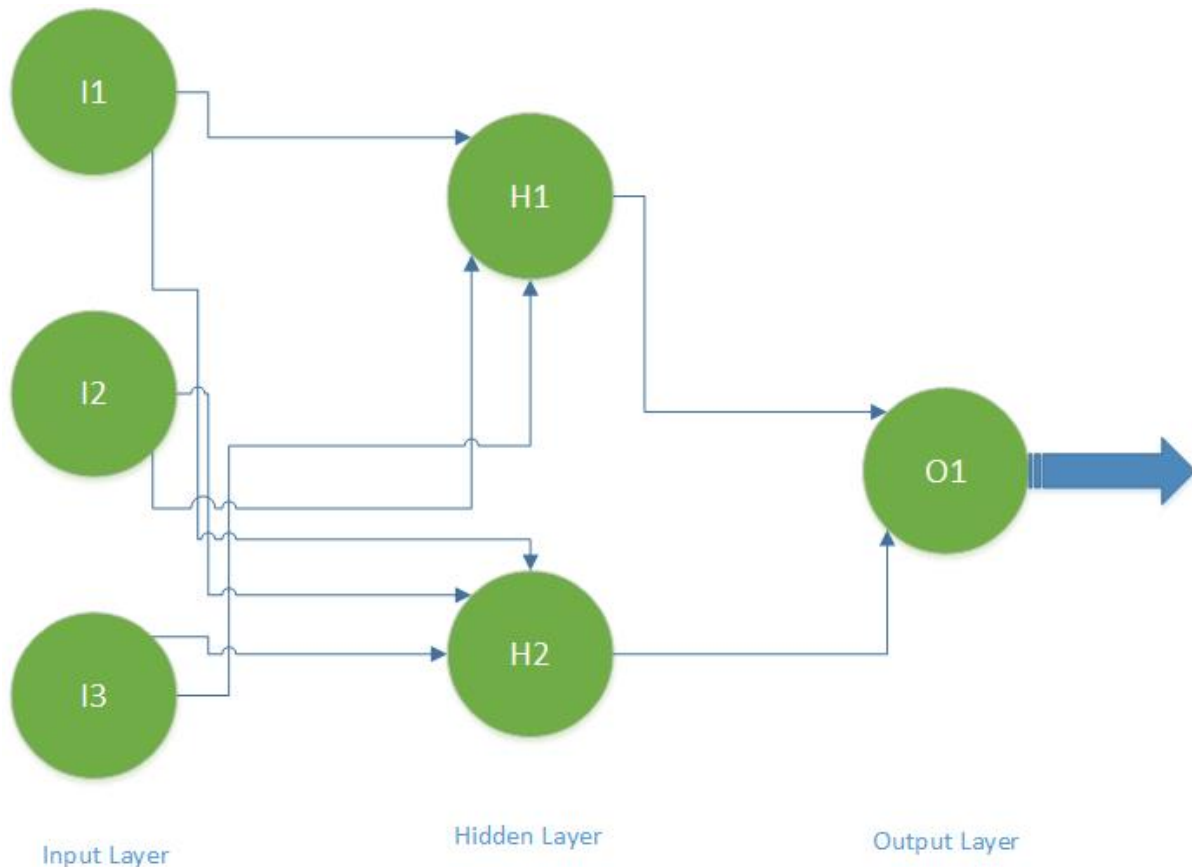 I1
H1
I2
O1
H2
I3
Input Layer
Hidden Layer
Output Layer